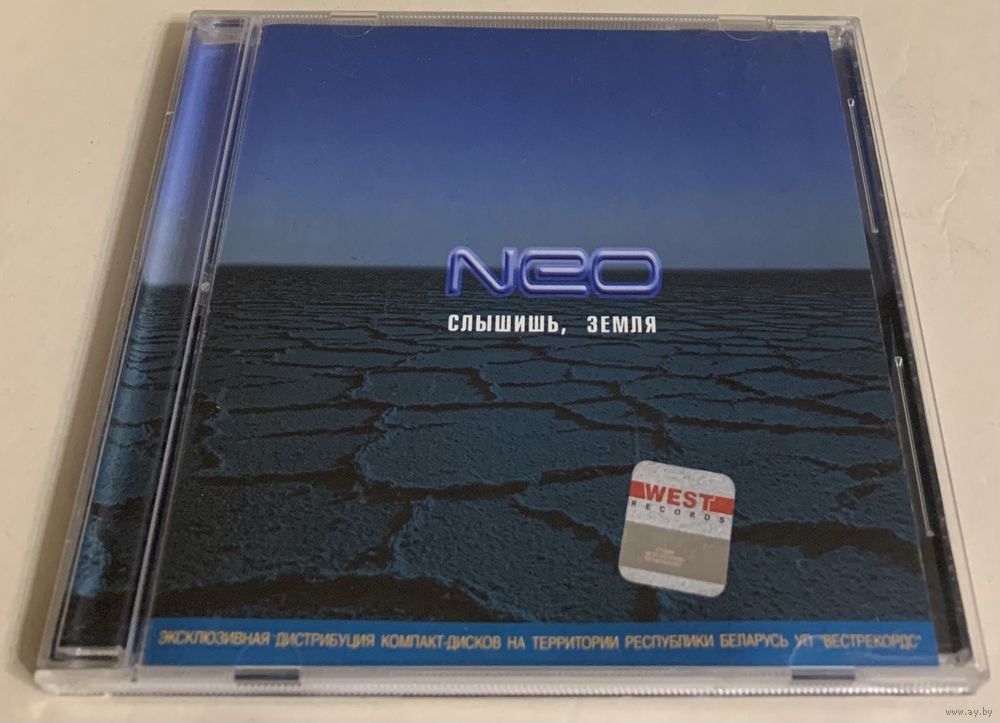 Neo
СЛЫШИШЬ, ЗЕМЛЯ
WEST
RECORDS
ЭКСКЛЮЗИВНАЯ ДИСТРИБУЦИЯ КОМПАКТ-ДИСКОВ НА ТЕРРИТОРИИ РЕСПУБЛИКИ БЕЛАРУСЬ УП "ВЕСТРЕКОРДС"
www.ay.by